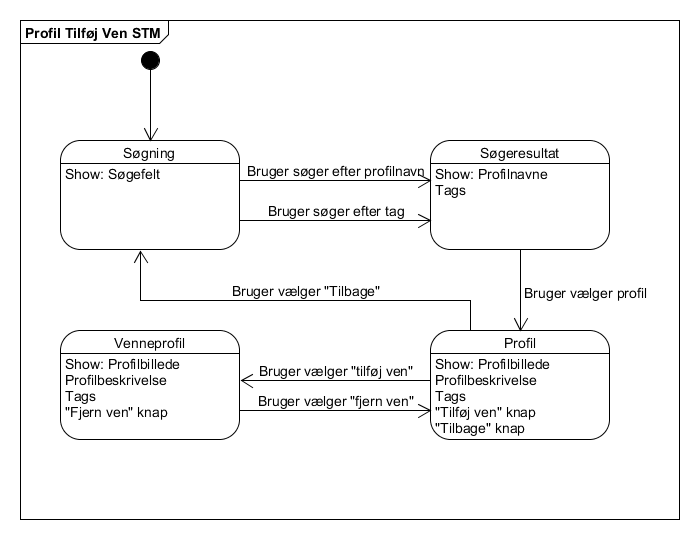 Profil Tilføj Ven STM
Søgning
Show: Søgefelt
Bruger søger efter profilnavn
Bruger søger efter tag
Søgeresultat
Show: Profilnavne
Tags
Bruger vælger "Tilbage"
Bruger vælger profil
Venneprofil
Show: Profilbillede
Profilbeskrivelse
Tags
"Fjern ven" knap
Bruger vælger "tilføj ven"
Bruger vælger "fjern ven"
Profil
Show: Profilbillede
Profilbeskrivelse
Tags
"Tilføj ven" knap
"Tilbage" knap